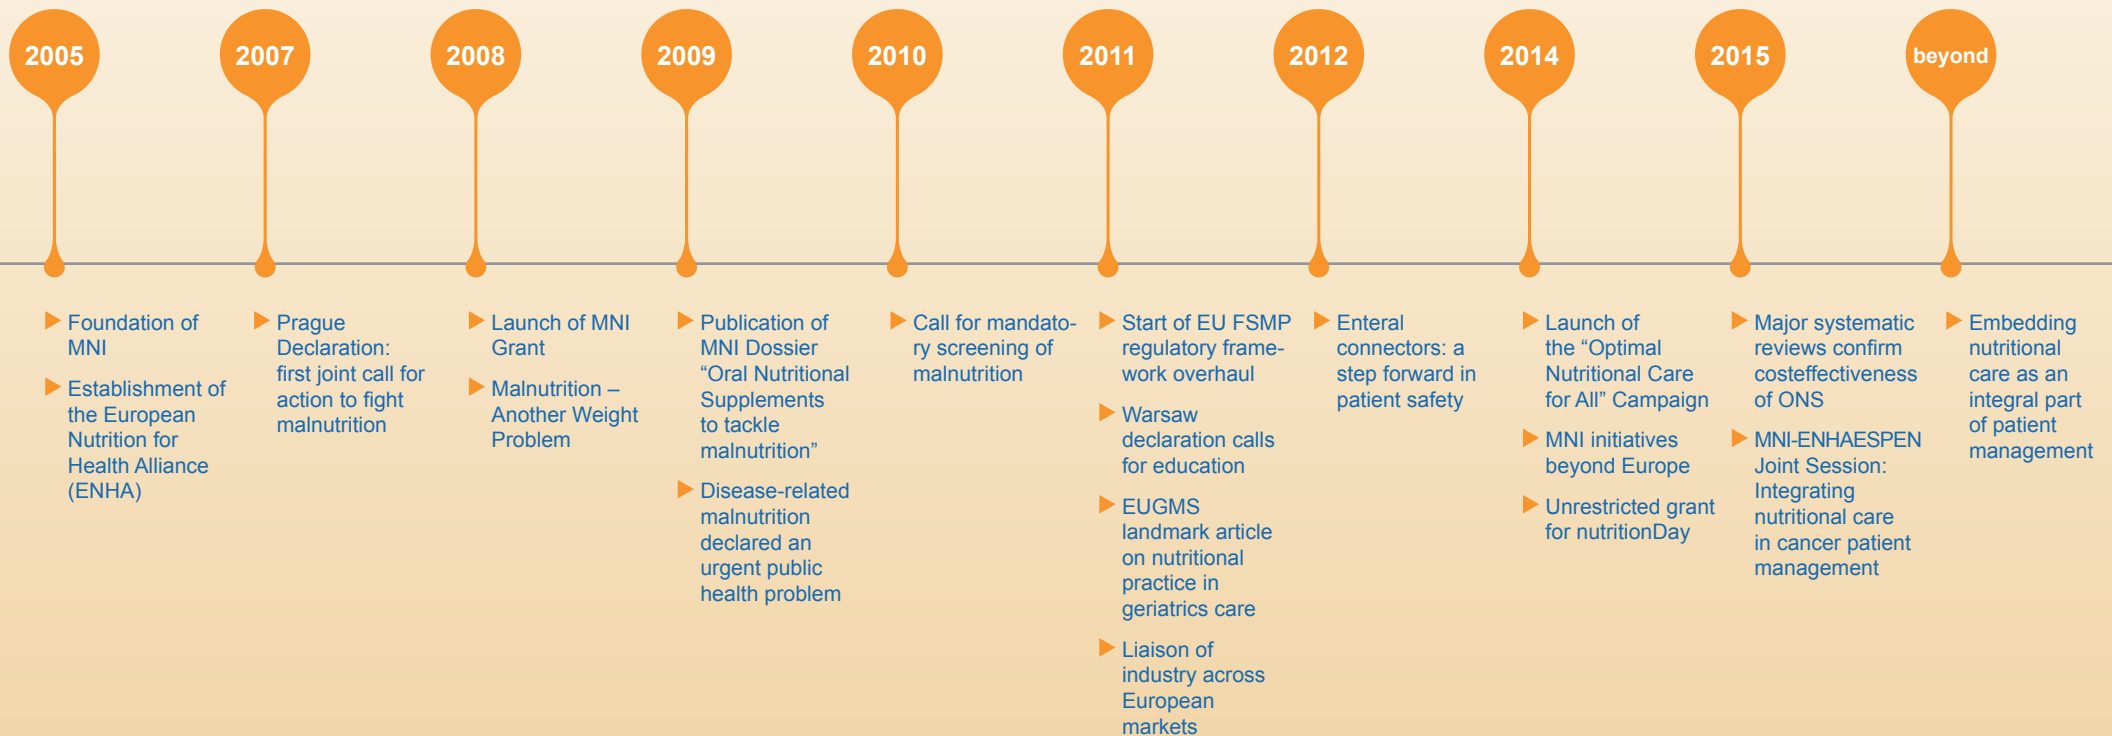 2005
2007
2008
2009
2010
2011
2012
2014
2015
beyond
Foundation of
MNI
Establishment of
the European
Nutrition for
Health Alliance
(ENHA)
Prague
Declaration:
first joint call for
action to fight
malnutrition
Launch of MNI
Grant
Malnutrition –
Another Weight
Problem
Publication of
MNI Dossier
“Oral Nutritional
Supplements
to tackle
malnutrition”
Disease-related
malnutrition
declared an
urgent public
health problem
Call for mandato-
ry screening of
malnutrition
Start of EU FSMP
regulatory frame-
work overhaul
Warsaw
declaration calls
for education
EUGMS
landmark article
on nutritional
practice in
geriatrics care
Liaison of
industry across
European
markets
Enteral
connectors: a
step forward in
patient safety
Launch of
the “Optimal
Nutritional Care
for All” Campaign
MNI initiatives
beyond Europe
Unrestricted grant
for nutritionDay
Major systematic
reviews confirm
costeffectiveness
of ONS
MNI-ENHAESPEN
Joint Session:
Integrating
nutritional care
in cancer patient
management
Embedding
nutritional
care as an
integral part
of patient
management